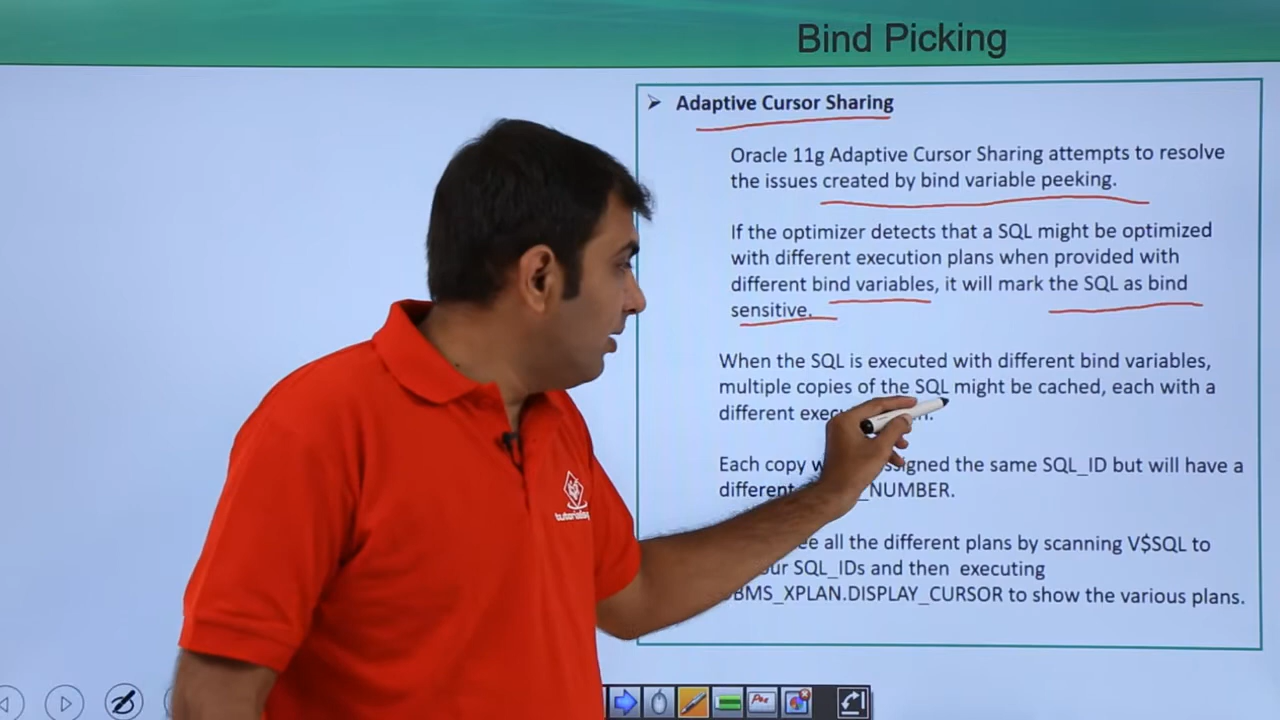 Bind Picking
Adaptive Cursor Sharing
Oracle 11g Adaptive Cursor Sharing attempts to resolve
the issues created by bind variable peeking.
If the optimizer detects that a SQL might be optimized
with different execution plans when provided with
different bind variables, it will mark the SQL as bind
sensitive.
When the SQL is executed with different bind variables,
multiple copies of the SQL might be cached, each with a
different
Each copy assigned the same SQL_ID but will have a
different _NUMBER.
all the different plans by scanning V$SQL to
SQL_IDs and then executing
DBMS_XPLAN.DISPLAY_CURSOR to show the various plans.